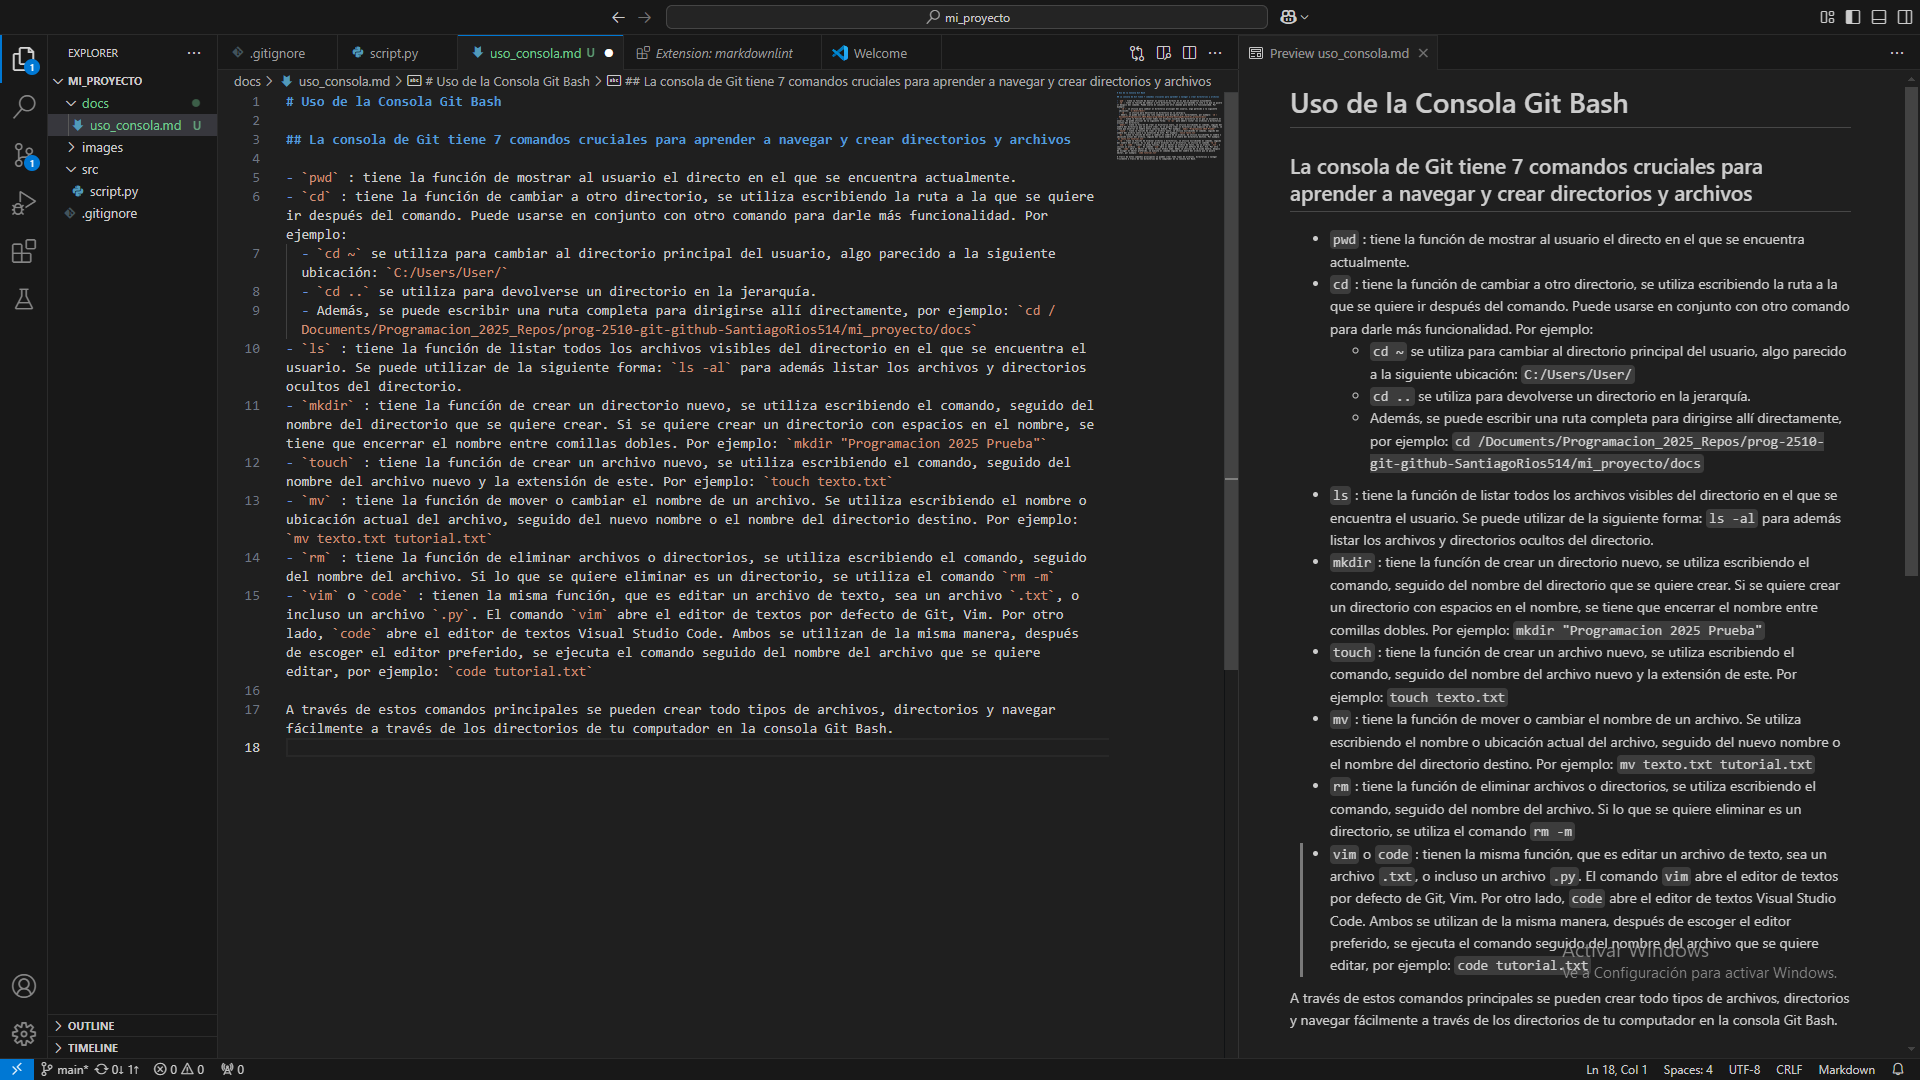 mi_proyecto
EXPLORER
.gitignore
script.py
uso_consola.md U
Extension: markdownlint
Welcome
Preview uso_consola.md
MI_PROYECTO
docs
uso_consola.md U
images
src
script.py
.gitignore
OUTLINE
TIMELINE
1
1
docs > uso_consola.md > # Uso de la Consola Git Bash > ## La consola de Git tiene 7 comandos cruciales para aprender a navegar y crear directorios y archivos
1 # Uso de la Consola Git Bash
2
3 ## La consola de Git tiene 7 comandos cruciales para aprender a navegar y crear directorios y archivos
4
5 - `pwd` : tiene la función de mostrar al usuario el directo en el que se encuentra actualmente.
6 - `cd` : tiene la función de cambiar a otro directorio, se utiliza escribiendo la ruta a la que se quiere
ir después del comando. Puede usarse en conjunto con otro comando para darle más funcionalidad. Por
ejemplo:
7 - `cd ~` se utiliza para cambiar al directorio principal del usuario, algo parecido a la siguiente
ubicación: `C:/Users/User/`
8 - `cd ..` se utiliza para devolverse un directorio en la jerarquía.
9 - Además, se puede escribir una ruta completa para dirigirse allí directamente, por ejemplo: `cd /
Documents/Programacion_2025_Repos/prog-2510-git-github-SantiagoRios514/mi_proyecto/docs`
10 - `ls` : tiene la función de listar todos los archivos visibles del directorio en el que se encuentra el
usuario. Se puede utilizar de la siguiente forma: `ls -al` para además listar los archivos y directorios
ocultos del directorio.
11 - `mkdir` : tiene la función de crear un directorio nuevo, se utiliza escribiendo el comando, seguido del
nombre del directorio que se quiere crear. Si se quiere crear un directorio con espacios en el nombre, se
tiene que encerrar el nombre entre comillas dobles. Por ejemplo: `mkdir "Programacion 2025 Prueba"`
12 - `touch` : tiene la función de crear un archivo nuevo, se utiliza escribiendo el comando, seguido del
nombre del archivo nuevo y la extensión de este. Por ejemplo: `touch texto.txt`
13 - `mv` : tiene la función de mover o cambiar el nombre de un archivo. Se utiliza escribiendo el nombre o
ubicación actual del archivo, seguido del nuevo nombre o el nombre del directorio destino. Por ejemplo:
`mv texto.txt tutorial.txt`
14 - `rm` : tiene la función de eliminar archivos o directorios, se utiliza escribiendo el comando, seguido
del nombre del archivo. Si lo que se quiere eliminar es un directorio, se utiliza el comando `rm -m`
15 - `vim` o `code` : tienen la misma función, que es editar un archivo de texto, sea un archivo `.txt`, o
incluso un archivo `.py`. El comando `vim` abre el editor de textos por defecto de Git, Vim. Por otro
lado, `code` abre el editor de textos Visual Studio Code. Ambos se utilizan de la misma manera, después
de escoger el editor preferido, se ejecuta el comando seguido del nombre del archivo que se quiere
editar, por ejemplo: `code tutorial.txt`
16
17 A través de estos comandos principales se pueden crear todo tipos de archivos, directorios y navegar
fácilmente a través de los directorios de tu computador en la consola Git Bash.
18
Uso de la Consola Git Bash
La consola de Git tiene 7 comandos cruciales para
aprender a navegar y crear directorios y archivos
• pwd : tiene la función de mostrar al usuario el directo en el que se encuentra
actualmente.
• cd : tiene la función de cambiar a otro directorio, se utiliza escribiendo la ruta a la
que se quiere ir después del comando. Puede usarse en conjunto con otro comando
para darle más funcionalidad. Por ejemplo:
◦ cd ~ se utiliza para cambiar al directorio principal del usuario, algo parecido
a la siguiente ubicación: C:/Users/User/
◦ cd .. se utiliza para devolverse un directorio en la jerarquía.
◦ Además, se puede escribir una ruta completa para dirigirse allí directamente,
por ejemplo: cd /Documents/Programacion_2025_Repos/prog-2510-
git-github-SantiagoRios514/mi_proyecto/docs
• ls : tiene la función de listar todos los archivos visibles del directorio en el que se
encuentra el usuario. Se puede utilizar de la siguiente forma: ls -al para además
listar los archivos y directorios ocultos del directorio.
• mkdir : tiene la función de crear un directorio nuevo, se utiliza escribiendo el
comando, seguido del nombre del directorio que se quiere crear. Si se quiere crear
un directorio con espacios en el nombre, se tiene que encerrar el nombre entre
comillas dobles. Por ejemplo: mkdir "Programacion 2025 Prueba"
• touch : tiene la función de crear un archivo nuevo, se utiliza escribiendo el
comando, seguido del nombre del archivo nuevo y la extensión de este. Por
ejemplo: touch texto.txt
• mv : tiene la función de mover o cambiar el nombre de un archivo. Se utiliza
escribiendo el nombre o ubicación actual del archivo, seguido del nuevo nombre o
el nombre del directorio destino. Por ejemplo: mv texto.txt tutorial.txt
• rm : tiene la función de eliminar archivos o directorios, se utiliza escribiendo el
comando, seguido del nombre del archivo. Si lo que se quiere eliminar es un
directorio, se utiliza el comando rm -m
• vim o code : tienen la misma función, que es editar un archivo de texto, sea un
archivo .txt, o incluso un archivo .py. El comando vim abre el editor de textos
por defecto de Git, Vim. Por otro lado, code abre el editor de textos Visual Studio
Code. Ambos se utilizan de la misma manera, después de escoger el editor
preferido, se ejecuta el comando seguido del nombre del archivo que se quiere
editar, por ejemplo: code tutorial.txt
A través de estos comandos principales se pueden crear todo tipos de archivos, directorios
y navegar fácilmente a través de los directorios de tu computador en la consola Git Bash.
Activar Windows
Ve a Configuración para activar Windows.
main* 0↓ 1↑ 0 0 0
Ln 18, Col 1 Spaces: 4 UTF-8 CRLF Markdown